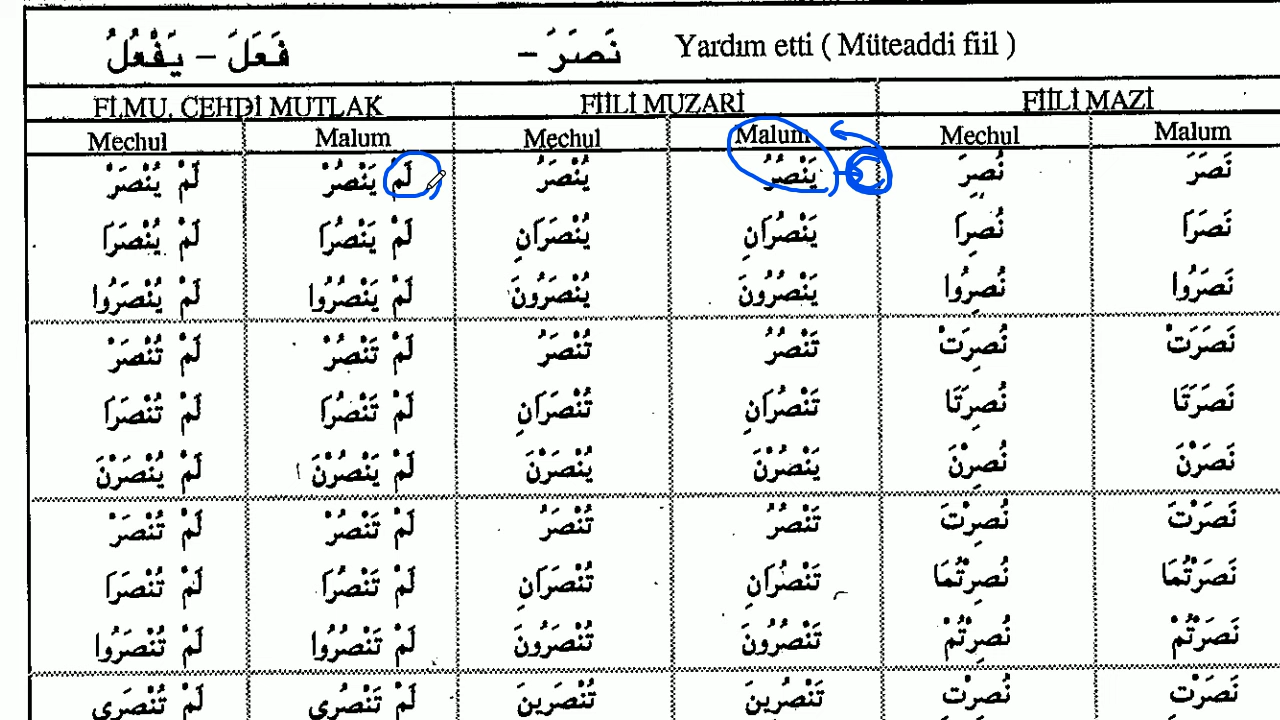 Yardım etti ( Müteaddi fiil ) نَصَرَ – فَعَلَ – يَفْعُلُ
FİİLİ MAZİ FİİLİ MUZARİ Fİ.MU. CEHDİ MUTLAK
Malum Mechul Malum Mechul Malum Mechul
نَصَرَ نُصِرَ يَنْصُرُ يُنْصَرُ لَمْ يَنْصُرْ لَمْ يُنْصَرْ
نَصَرَا نُصِرَا يَنْصُرَانِ يُنْصَرَانِ لَمْ يَنْصُرَا لَمْ يُنْصَرَا
نَصَرُوا نُصِرُوا يَنْصُرُونَ يُنْصَرُونَ لَمْ يَنْصُرُوا لَمْ يُنْصَرُوا
نَصَرَتْ نُصِرَتْ تَنْصُرُ تُنْصَرُ لَمْ تَنْصُرْ لَمْ تُنْصَرْ
نَصَرَتَا نُصِرَتَا تَنْصُرَانِ تُنْصَرَانِ لَمْ تَنْصُرَا لَمْ تُنْصَرَا
نَصَرْنَ نُصِرْنَ يَنْصُرْنَ يُنْصَرْنَ لَمْ يَنْصُرْنَ لَمْ يُنْصَرْنَ
نَصَرْتَ نُصِرْتَ تَنْصُرُ تُنْصَرُ لَمْ تَنْصُرْ لَمْ تُنْصَرْ
نَصَرْتُمَا نُصِرْتُمَا تَنْصُرَانِ تُنْصَرَانِ لَمْ تَنْصُرَا لَمْ تُنْصَرَا
نَصَرْتُمْ نُصِرْتُمْ تَنْصُرُونَ تُنْصَرُونَ لَمْ تَنْصُرُوا لَمْ تُنْصَرُوا
نَصَرْتِ نُصِرْتِ تَنْصُرِينَ تُنْصَرِينَ لَمْ تَنْصُرِى لَمْ تُنْصَرِى